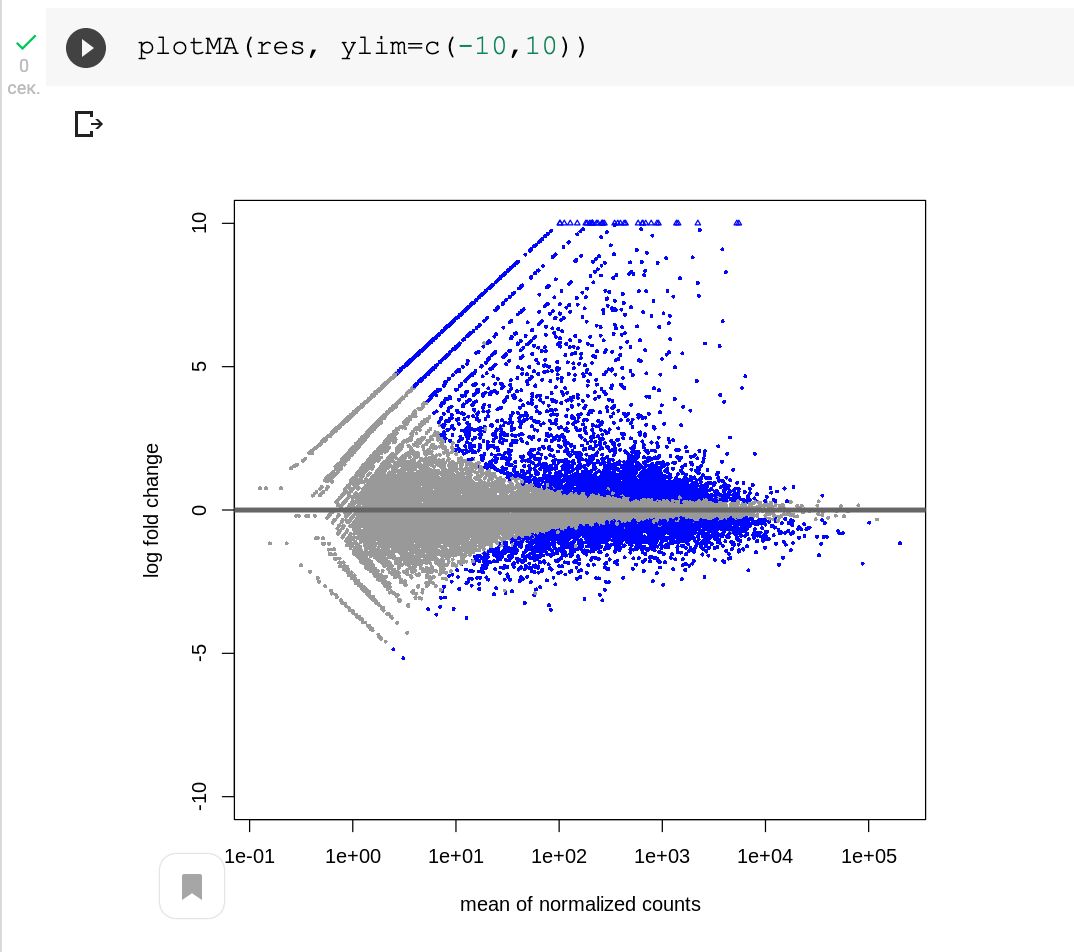 plotMA(res, ylim=c(-10,10))
0
сек.
10
5
0
-5
-10
log fold change
1e-01 1e+00 1e+01 1e+02 1e+03 1e+04 1e+05
mean of normalized counts